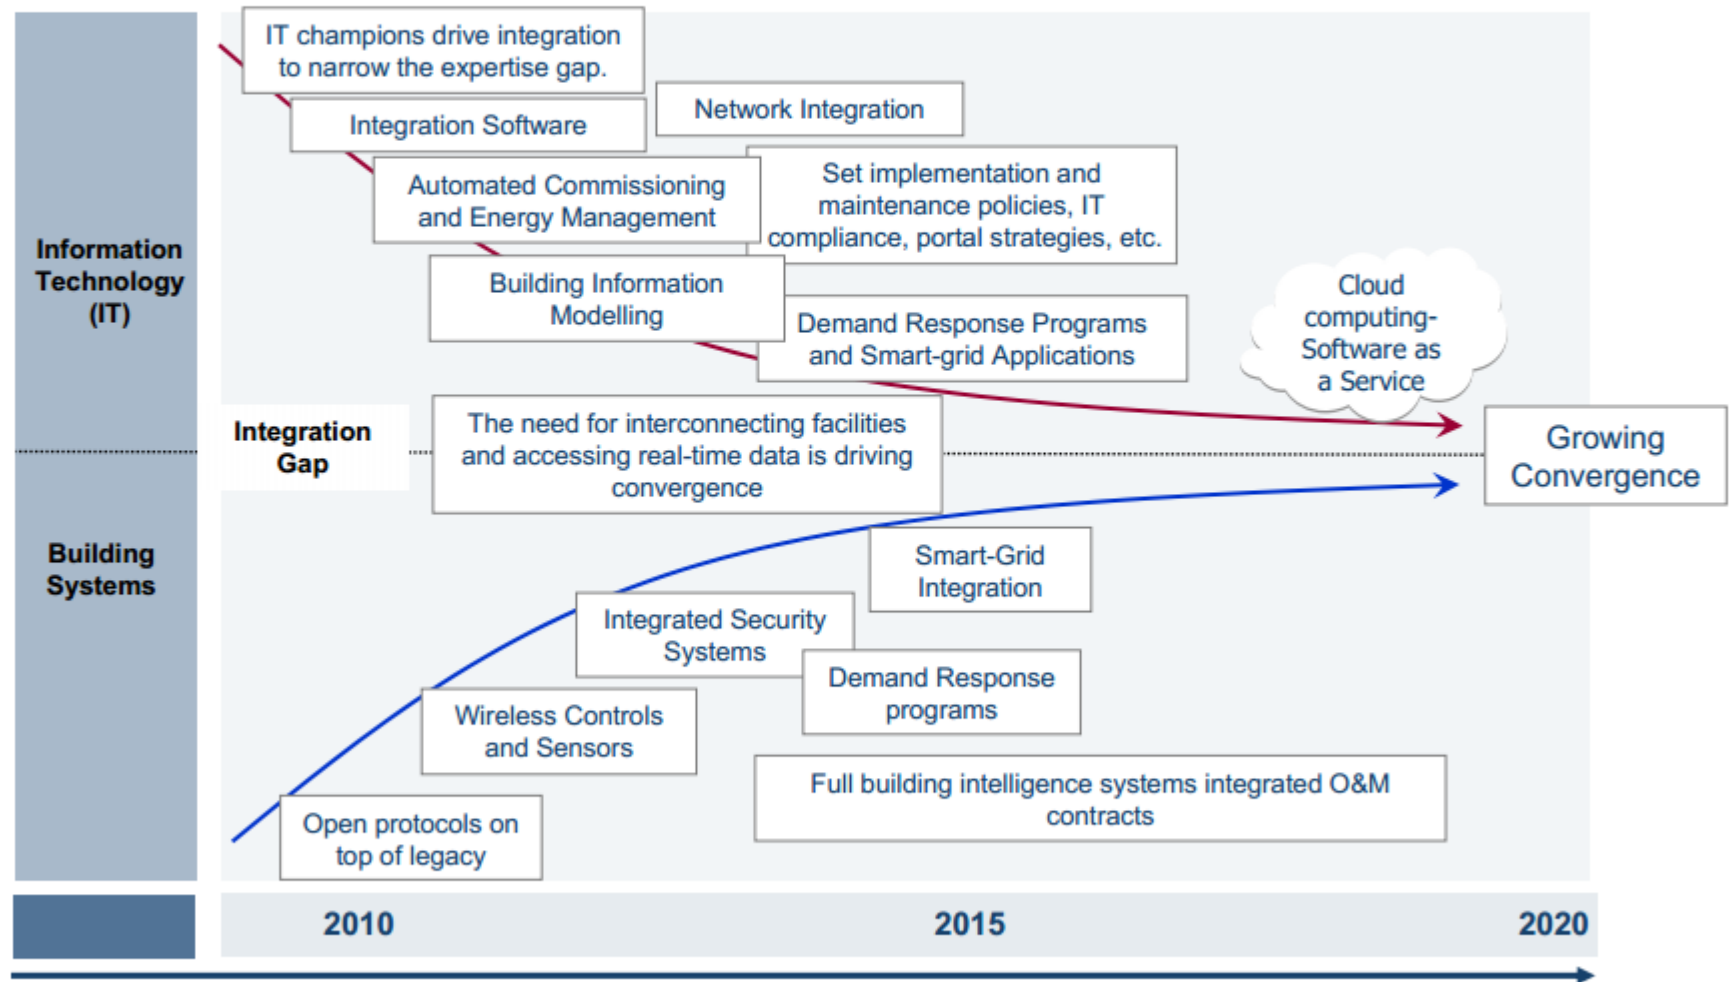 IT champions drive integration
to narrow the expertise gap.
Integration Software
Network Integration
Automated Commissioning
and Energy Management
Set implementation and
maintenance policies, IT
compliance, portal strategies, etc.
Information
Technology
(IT)
Building Information
Modelling
Demand Response Programs
and Smart-grid Applications
Cloud
computing-
Software as
a Service
Integration
Gap
The need for interconnecting facilities
and accessing real-time data is driving
convergence
Growing
Convergence
Building
Systems
Smart-Grid
Integration
Integrated Security
Systems
Demand Response
programs
Wireless Controls
and Sensors
Full building intelligence systems integrated O&M
contracts
Open protocols on
top of legacy
2010
2015
2020